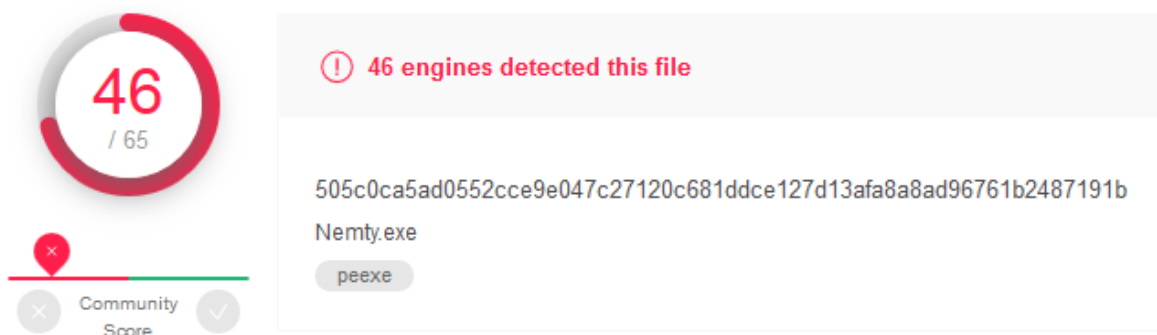 46
/ 65
46 engines detected this file
505c0ca5ad0552cce9e047c27120c681ddce127d13afa8a8ad96761b2487191b
Nemty.exe
peexe
Community
Score